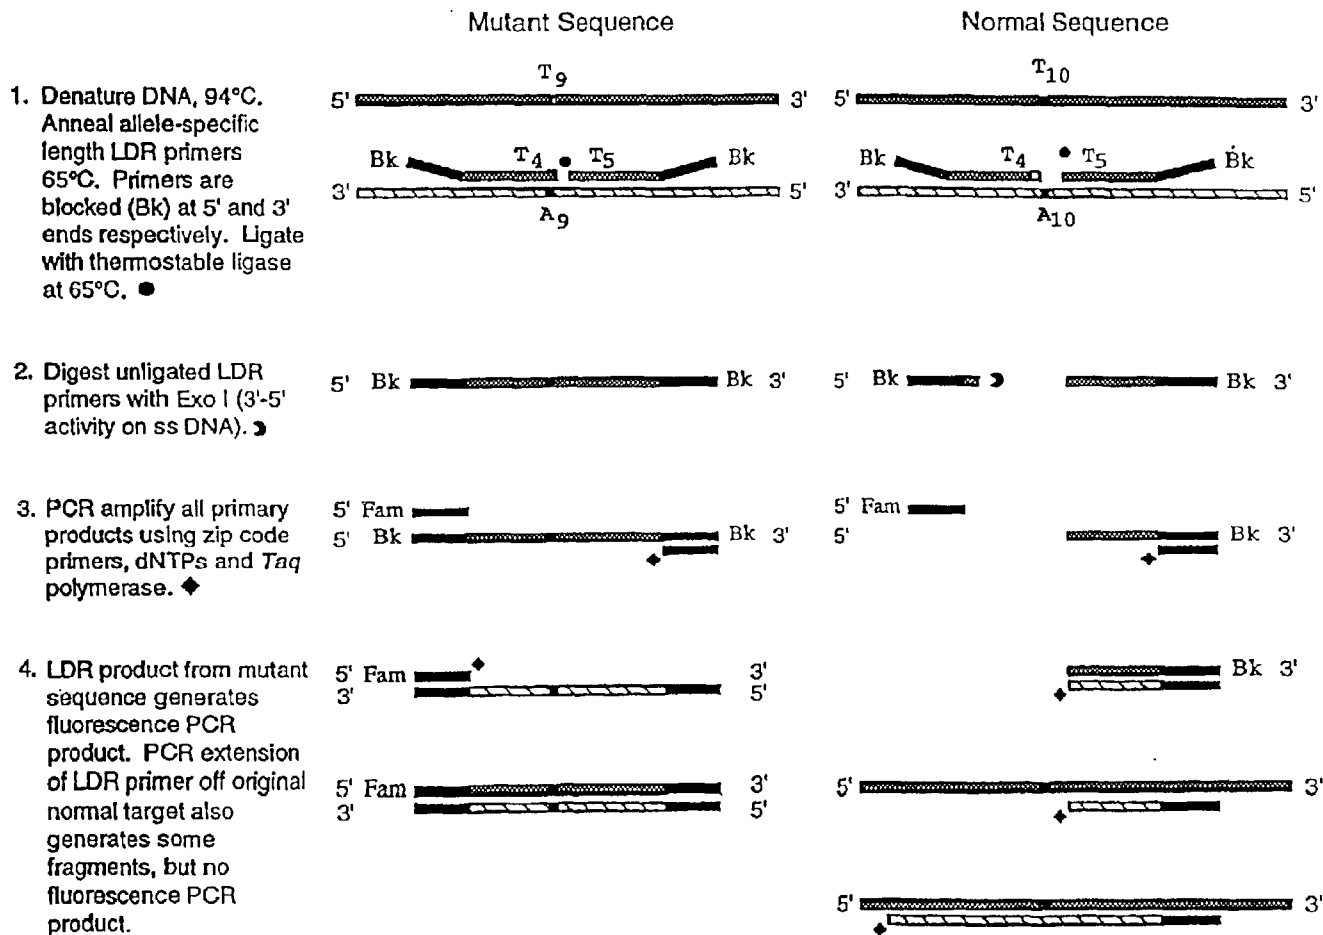 Mutant Sequence
Normal Sequence
1. Denature DNA, 94°C.
Anneal allele-specific
length LDR primers
65°C. Primers are
blocked (Bk) at 5' and 3'
ends respectively. Ligate
with thermostable ligase
at 65°C. ●
T9
5' 3'
Bk T4 ● T5 Bk
3' 5'
A9
T10
5' 3'
Bk T4 ● T5 Bk
3' 5'
A10
2. Digest unligated LDR
primers with Exo I (3'-5'
activity on ss DNA).
5' Bk Bk 3'
5' Bk Bk 3'
3. PCR amplify all primary
products using zip code
primers, dNTPs and Taq
polymerase. ◆
5' Fam
5' Bk Bk 3'
5' Fam
5' Bk 3'
4. LDR product from mutant
sequence generates
fluorescence PCR
product. PCR extension
of LDR primer off original
normal target also
generates some
fragments, but no
fluorescence PCR
product.
5' Fam 3'
3' 5'
5' Fam 3'
3' 5'
Bk 3'
5' 3'
5' 3'